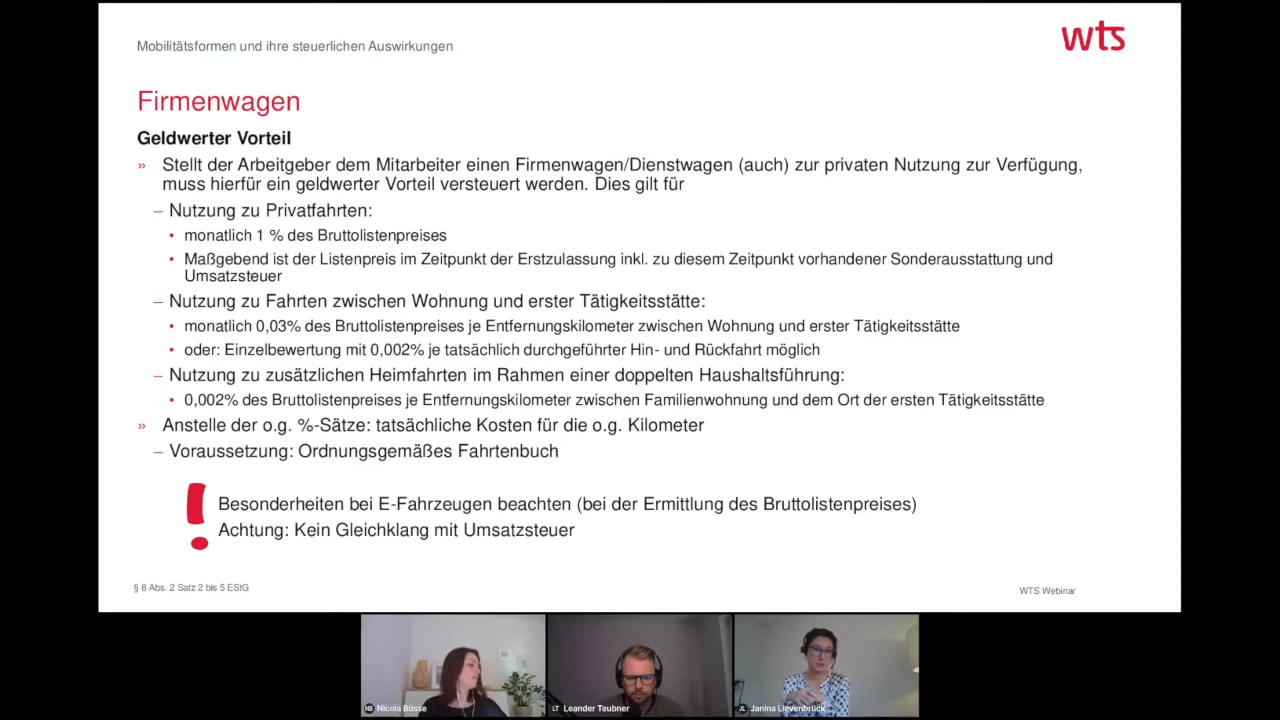 Mobilitätsformen und ihre steuerlichen Auswirkungen
wts
Firmenwagen
Geldwerter Vorteil
» Stellt der Arbeitgeber dem Mitarbeiter einen Firmenwagen/Dienstwagen (auch) zur privaten Nutzung zur Verfügung,
muss hierfür ein geldwerter Vorteil versteuert werden. Dies gilt für
– Nutzung zu Privatfahrten:
• monatlich 1 % des Bruttolistenpreises
• Maßgebend ist der Listenpreis im Zeitpunkt der Erstzulassung inkl. zu diesem Zeitpunkt vorhandener Sonderausstattung und
Umsatzsteuer
– Nutzung zu Fahrten zwischen Wohnung und erster Tätigkeitsstätte:
• monatlich 0,03% des Bruttolistenpreises je Entfernungskilometer zwischen Wohnung und erster Tätigkeitsstätte
• oder: Einzelbewertung mit 0,002% je tatsächlich durchgeführter Hin- und Rückfahrt möglich
– Nutzung zu zusätzlichen Heimfahrten im Rahmen einer doppelten Haushaltsführung:
• 0,002% des Bruttolistenpreises je Entfernungskilometer zwischen Familienwohnung und dem Ort der ersten Tätigkeitsstätte
» Anstelle der o.g. %-Sätze: tatsächliche Kosten für die o.g. Kilometer
– Voraussetzung: Ordnungsgemäßes Fahrtenbuch
! Besonderheiten bei E-Fahrzeugen beachten (bei der Ermittlung des Bruttolistenpreises)
Achtung: Kein Gleichklang mit Umsatzsteuer
§ 8 Abs. 2 Satz 2 bis 5 EStG
WTS Webinar
NB Nicola Büsse
LT Leander Teubner
JL Janina Lievenbrück